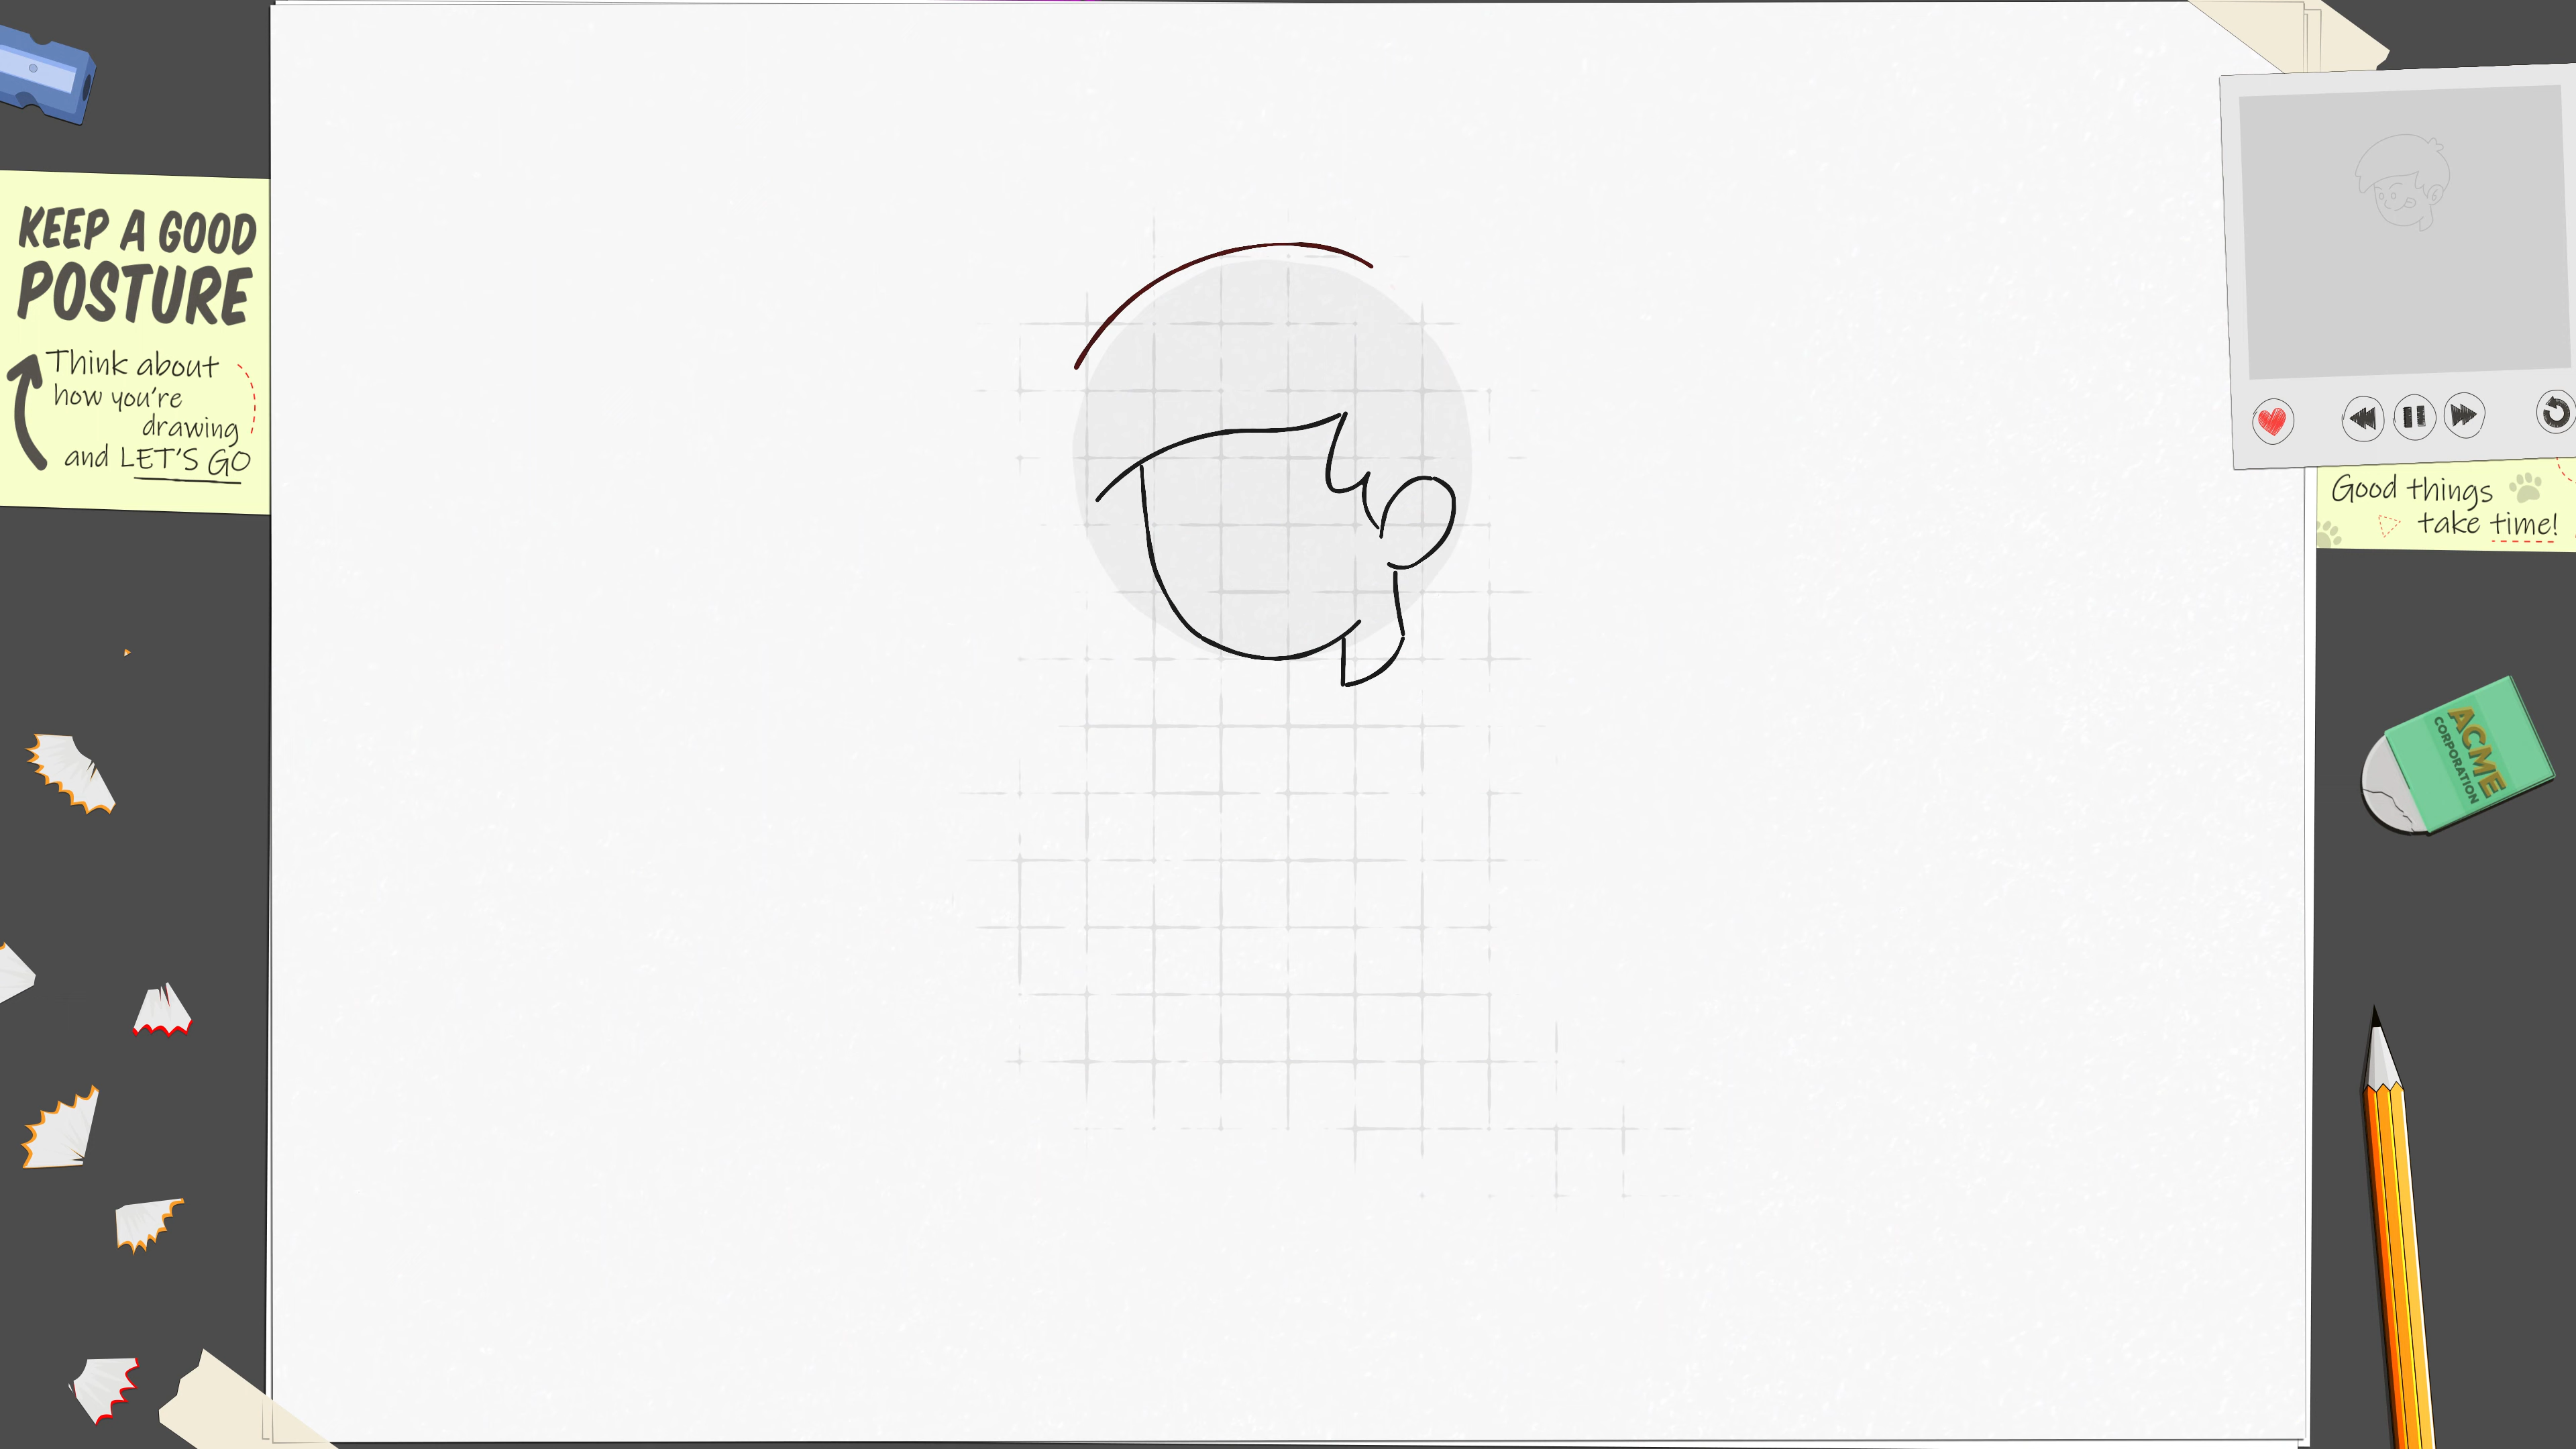 KEEP A GOOD
POSTURE
Think about
how you're
drawing
and LET'S GO
Good things
take time!
ACME
CORPORATION